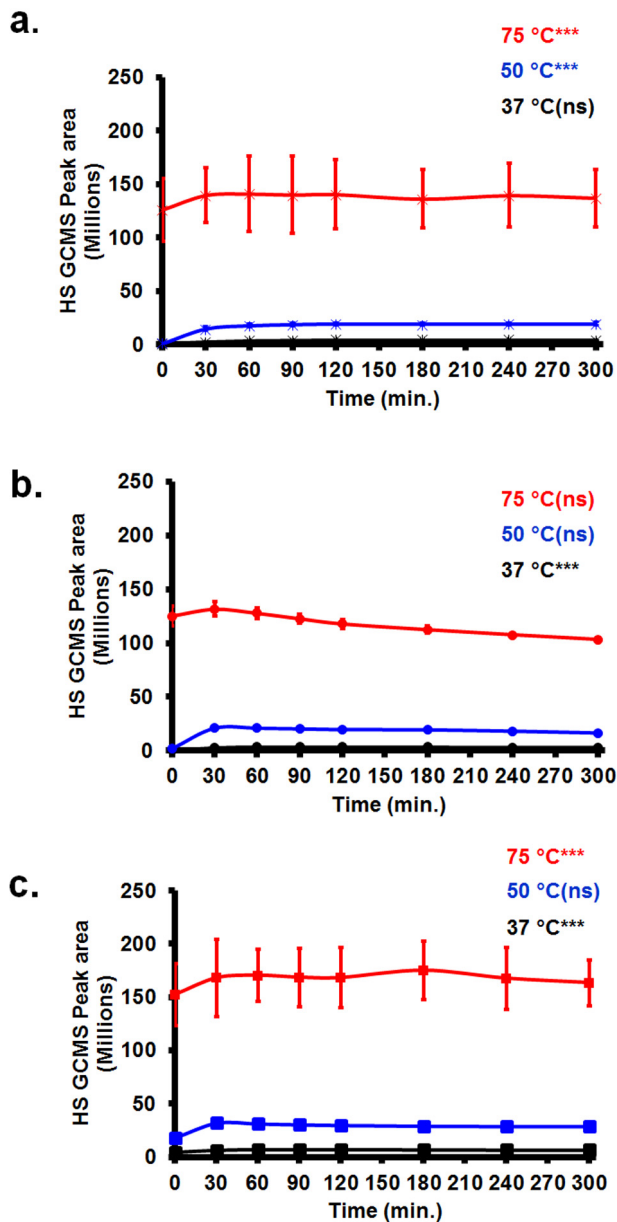 a.
75 °C***
50 °C***
37 °C(ns)
HS GCMS Peak area
(Millions)
250
200
150
100
50
0
0 30 60 90 120 150 180 210 240 270 300
Time (min.)
b.
75 °C(ns)
50 °C(ns)
37 °C***
HS GCMS Peak area
(Millions)
250
200
150
100
50
0
0 30 60 90 120 150 180 210 240 270 300
Time (min.)
c.
75 °C***
50 °C(ns)
37 °C***
HS GCMS Peak area
(Millions)
250
200
150
100
50
0
0 30 60 90 120 150 180 210 240 270 300
Time (min.)